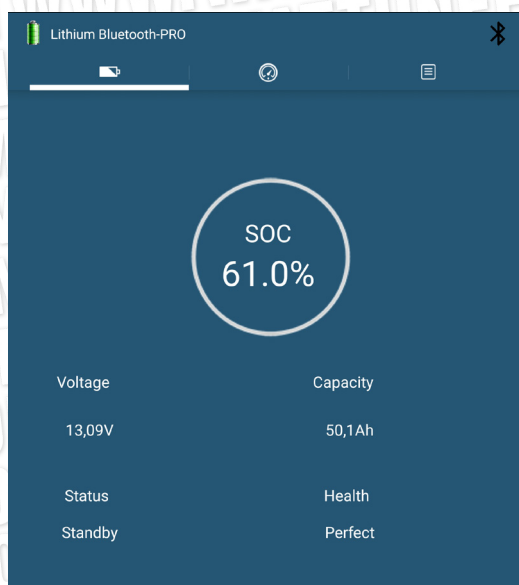 Lithium Bluetooth-PRO
SOC
61.0%
Voltage Capacity
13,09V 50,1Ah
Status Health
Standby Perfect